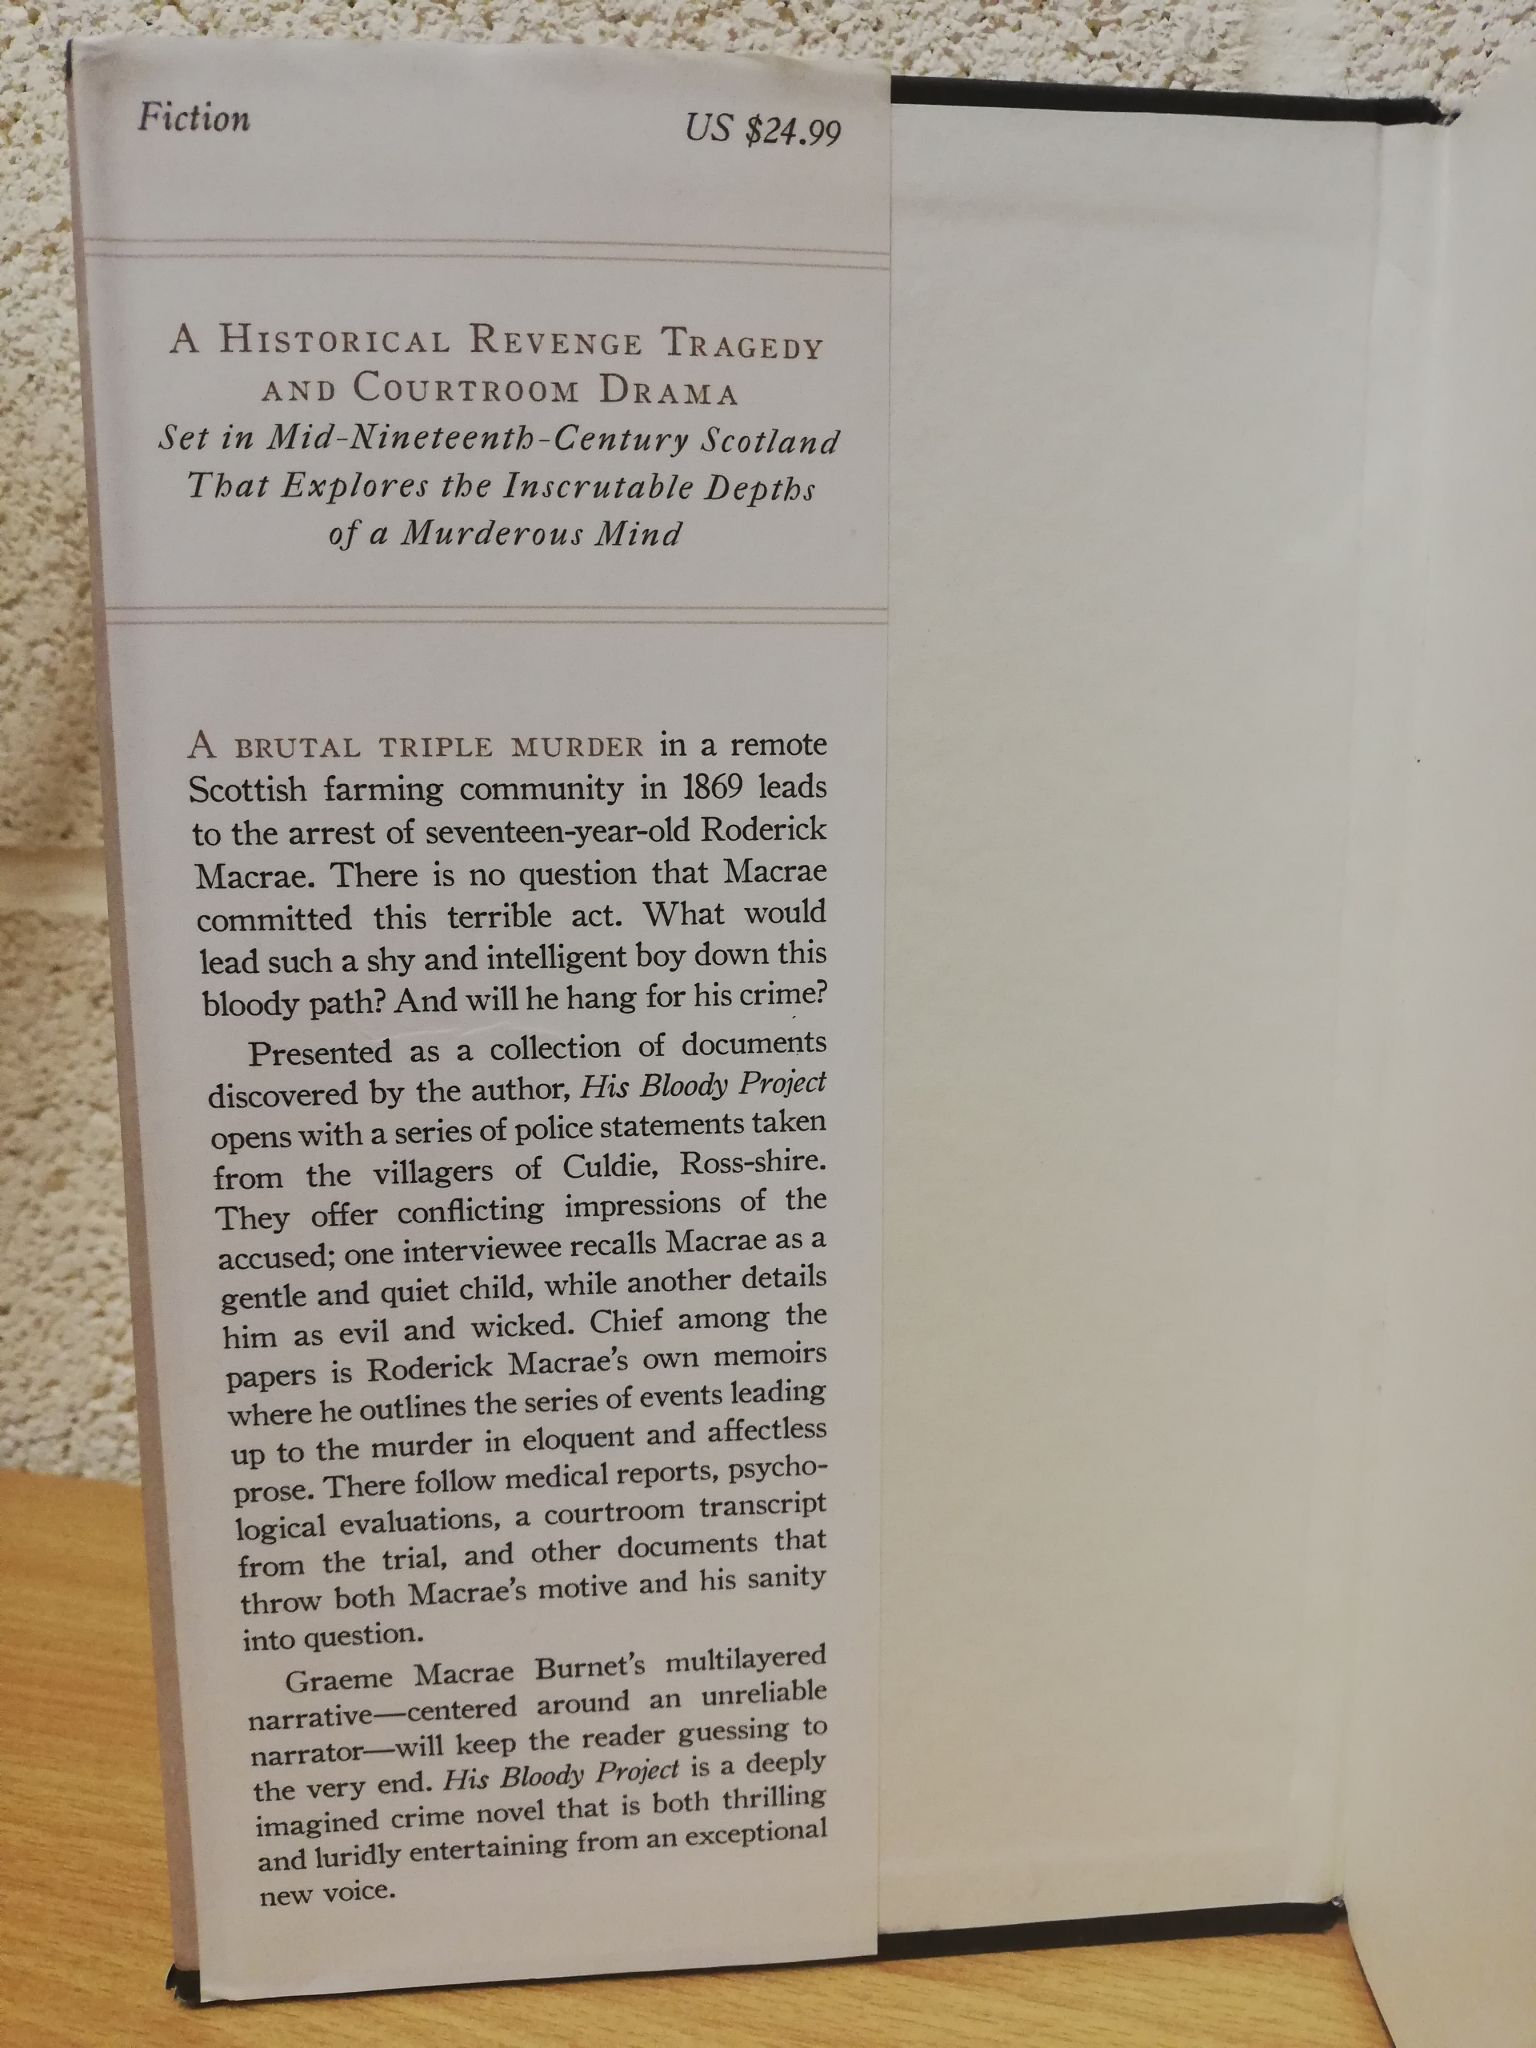 Fiction
US $24.99
A Historical Revenge Tragedy
and Courtroom Drama
Set in Mid-Nineteenth-Century Scotland
That Explores the Inscrutable Depths
of a Murderous Mind
A BRUTAL TRIPLE MURDER in a remote
Scottish farming community in 1869 leads
to the arrest of seventeen-year-old Roderick
Macrae. There is no question that Macrae
committed this terrible act. What would
lead such a shy and intelligent boy down this
bloody path? And will he hang for his crime?
Presented as a collection of documents
discovered by the author, His Bloody Project
opens with a series of police statements taken
from the villagers of Culdie, Ross-shire.
They offer conflicting impressions of the
accused; one interviewee recalls Macrae as a
gentle and quiet child, while another details
him as evil and wicked. Chief among the
papers is Roderick Macrae's own memoirs
where he outlines the series of events leading
up to the murder in eloquent and affectless
prose. There follow medical reports, psycho-
logical evaluations, a courtroom transcript
from the trial, and other documents that
throw both Macrae's motive and his sanity
into question.
Graeme Macrae Burnet's multilayered
narrative—centered around an unreliable
narrator—will keep the reader guessing to
the very end. His Bloody Project is a deeply
imagined crime novel that is both thrilling
and luridly entertaining from an exceptional
new voice.